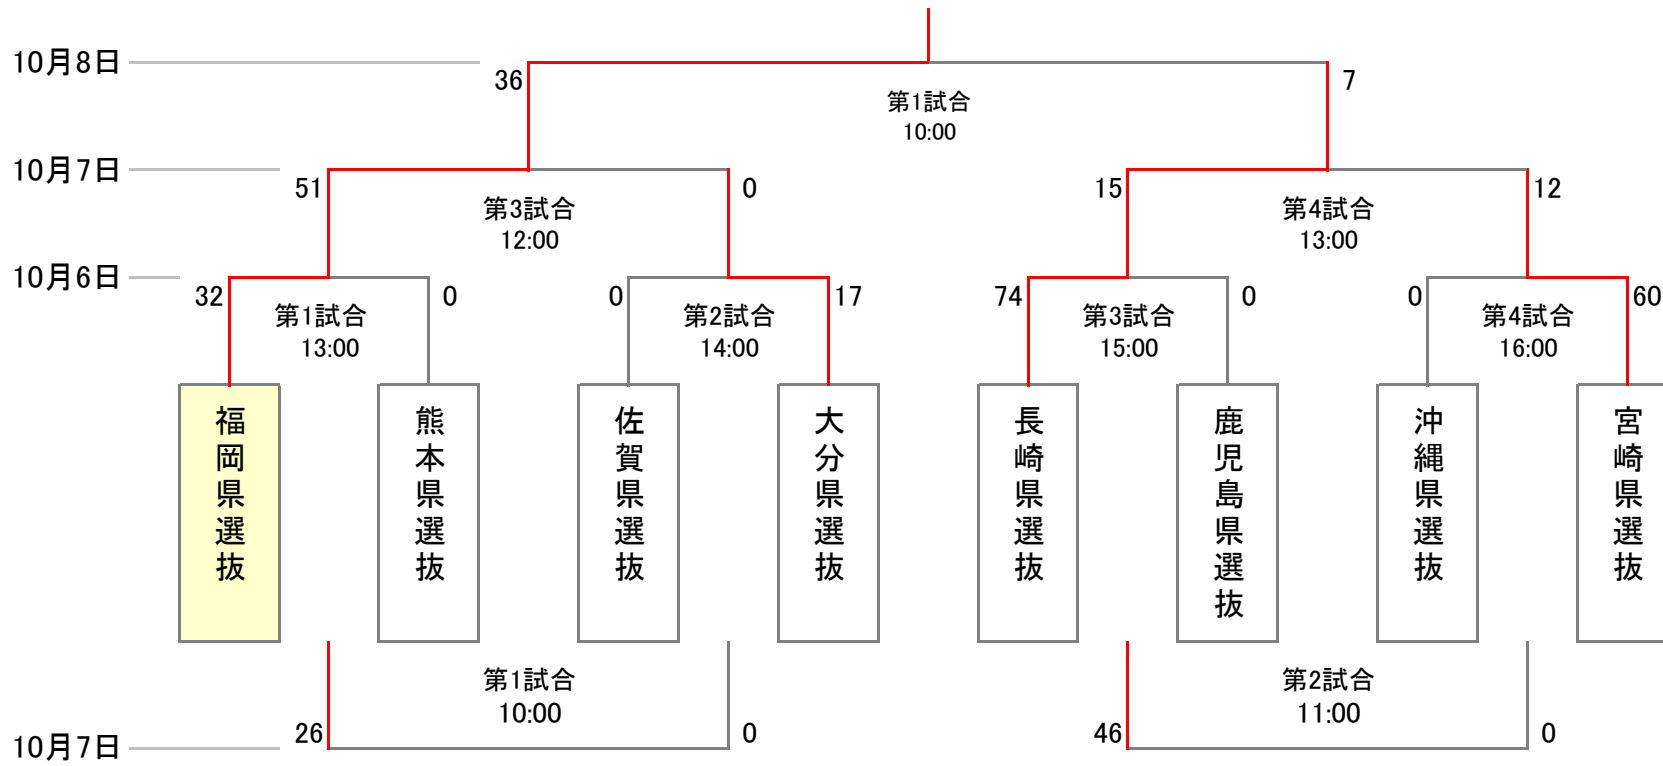 10月8日
36
7
第1試合
10:00
10月7日
51
0
15
12
第3試合
12:00
第4試合
13:00
10月6日
32
0
0
17
74
0
0
60
第1試合
13:00
第2試合
14:00
第3試合
15:00
第4試合
16:00
福岡県選抜
熊本県選抜
佐賀県選抜
大分県選抜
長崎県選抜
鹿児島県選抜
沖縄県選抜
宮崎県選抜
第1試合
10:00
第2試合
11:00
10月7日
26
0
46
0